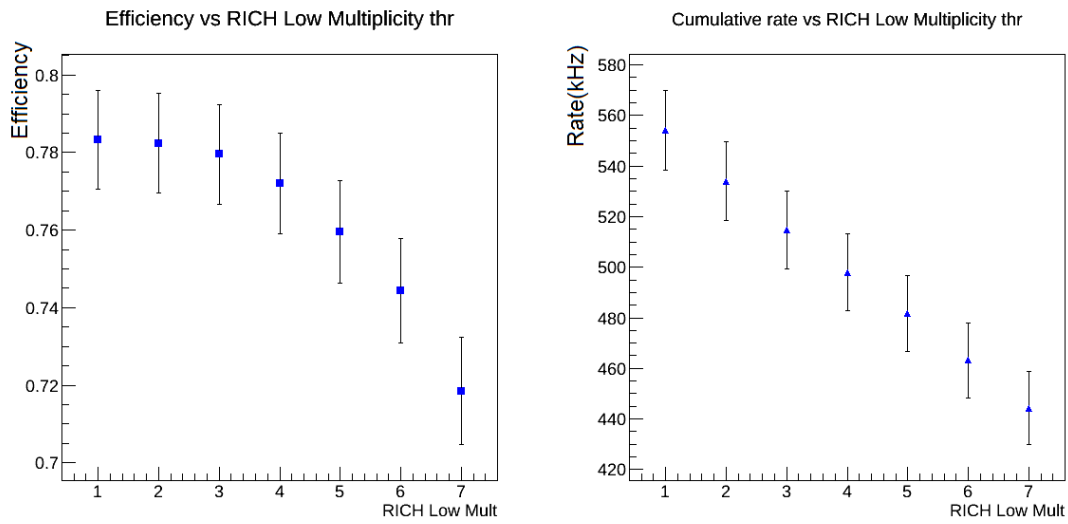 Efficiency vs RICH Low Multiplicity thr
Efficiency
0.8
0.78
0.76
0.74
0.72
0.7
1 2 3 4 5 6 7
RICH Low Mult
Cumulative rate vs RICH Low Multiplicity thr
Rate(kHz)
580
560
540
520
500
480
460
440
420
1 2 3 4 5 6 7
RICH Low Mult